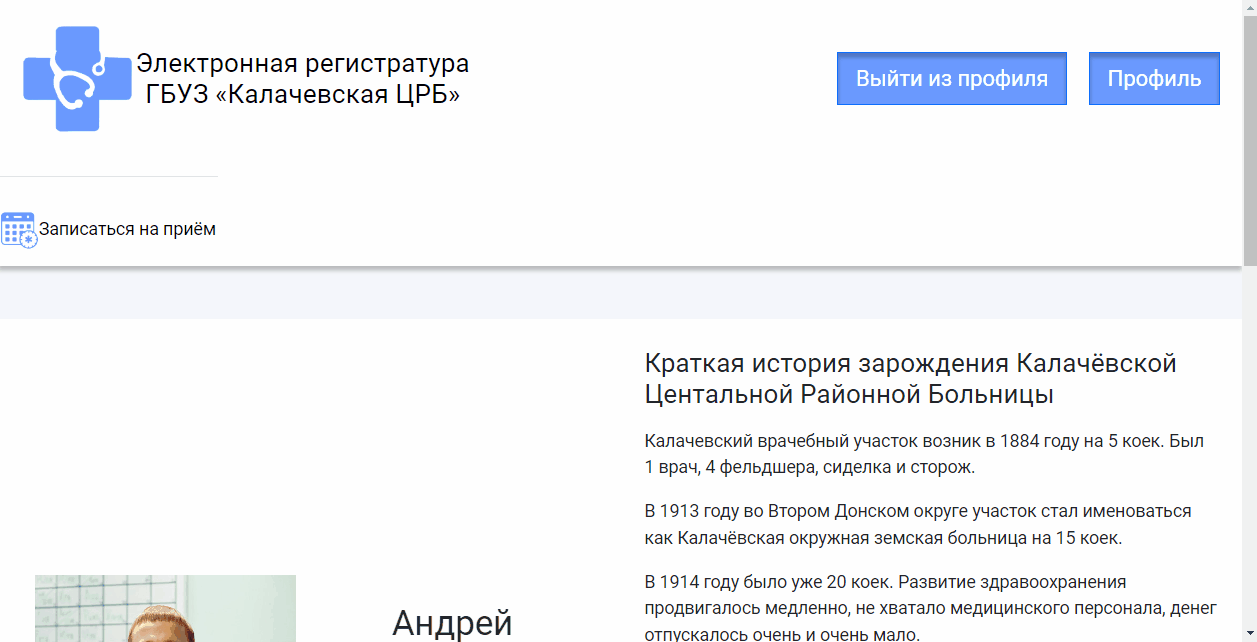 Электронная регистратура
ГБУЗ «Калачевская ЦРБ»
Выйти из профиля
Профиль
Записаться на приём
Краткая история зарождения Калачёвской
Центальной Районной Больницы
Калачевский врачебный участок возник в 1884 году на 5 коек. Был
1 врач, 4 фельдшера, сиделка и сторож.
В 1913 году во Втором Донском округе участок стал именоваться
как Калачёвская окружная земская больница на 15 коек.
В 1914 году было уже 20 коек. Развитие здравоохранения
продвигалось медленно, не хватало медицинского персонала, денег
отпускалось очень и очень мало.
Андрей